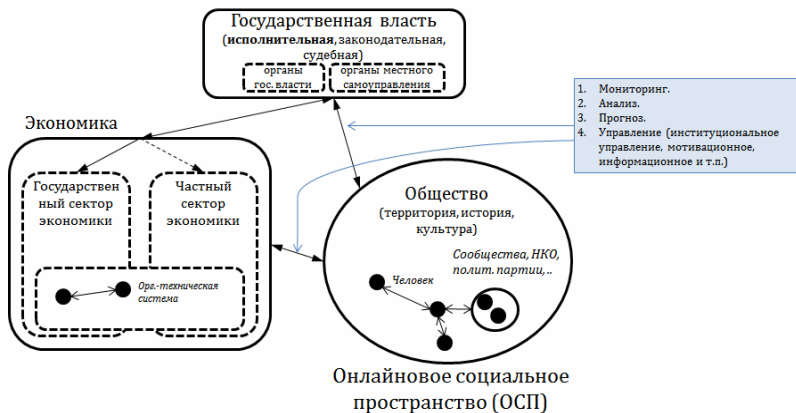 Государственная власть
(исполнительная, законодательная,
судебная)
органы
гос. власти
органы местного
самоуправления
1. Мониторинг.
2. Анализ.
3. Прогноз.
4. Управление (институциональное
управление, мотивационное,
информационное и т.п.)
Экономика
Государствен
ный сектор
экономики
Частный
сектор
экономики
Орг.-техническая
система
Общество
(территория, история,
культура)
Сообщества, НКО,
полит. партиц,..
Человек
Онлайновое социальное
пространство (ОСП)